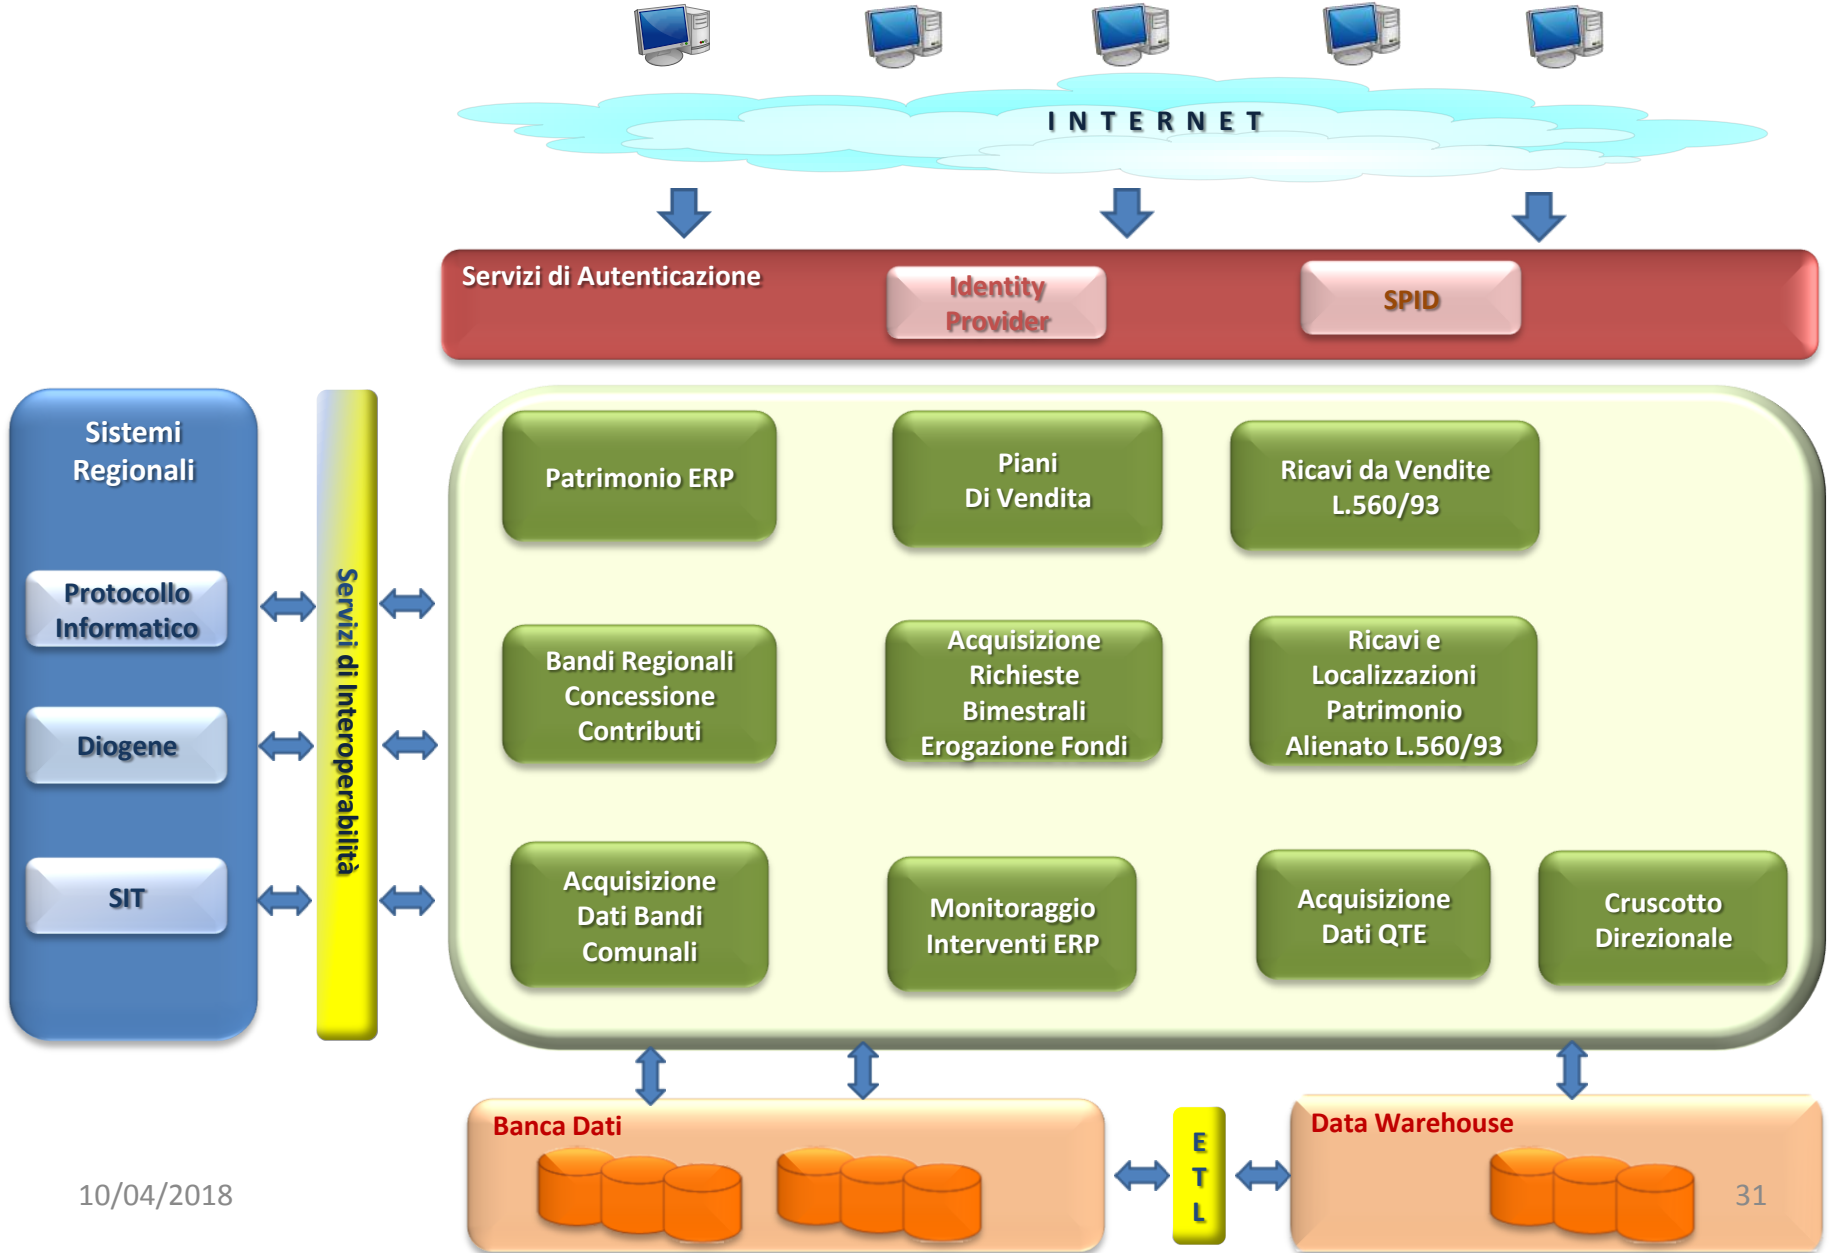 INTERNET
Servizi di Autenticazione
Identity
Provider
SPID
Sistemi
Regionali
Protocollo
Informatico
Diogene
SIT
Servizi di Interoperabilità
Patrimonio ERP
Piani
Di Vendita
Ricavi da Vendite
L.560/93
Bandi Regionali
Concessione
Contributi
Acquisizione
Richieste
Bimestrali
Erogazione Fondi
Ricavi e
Localizzazioni
Patrimonio
Alienato L.560/93
Acquisizione
Dati Bandi
Comunali
Monitoraggio
Interventi ERP
Acquisizione
Dati QTE
Cruscotto
Direzionale
Banca Dati
E
T
L
Data Warehouse
10/04/2018
31